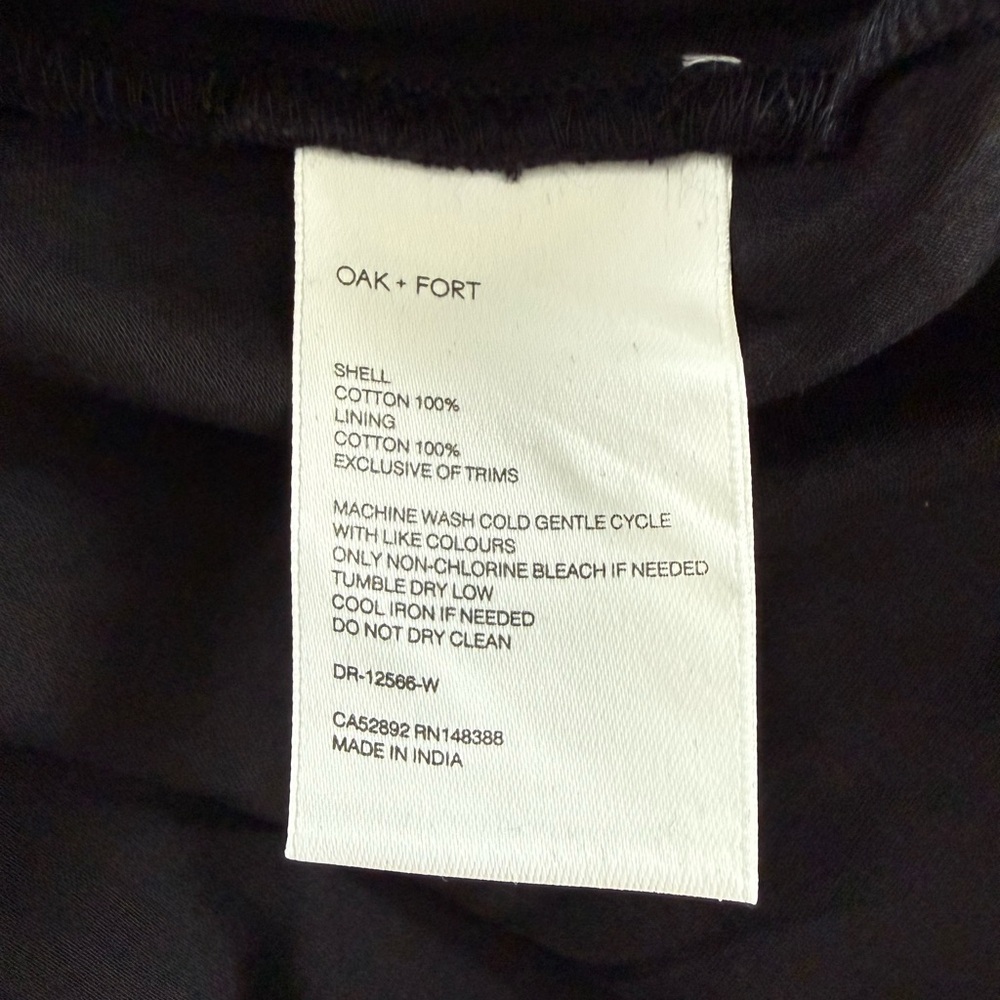 OAK + FORT
SHELL
COTTON 100%
LINING
COTTON 100%
EXCLUSIVE OF TRIMS
MACHINE WASH COLD GENTLE CYCLE
WITH LIKE COLOURS
ONLY NON-CHLORINE BLEACH IF NEEDED
TUMBLE DRY LOW
COOL IRON IF NEEDED
DO NOT DRY CLEAN
DR-12566-W
CA52892 RN148388
MADE IN INDIA